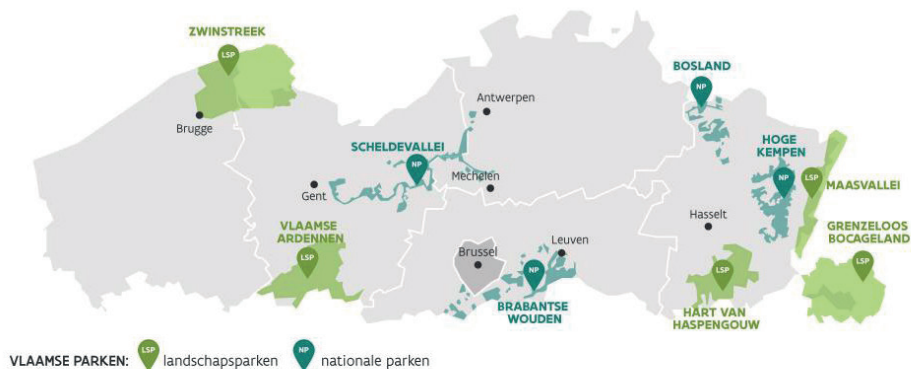 ZWINSTREEK
LSP
BOSLAND
NP
Antwerpen
Brugge
SCHELDEVALLEI
NP
HOGE
KEMPEN
NP
LSP
MAASVALLEI
Mechelen
Gent
VLAAMSE
ARDENNEN
LSP
Hasselt
GRENZELOOS
BOCAGELAND
LSP
Brussel
Leuven
NP
BRABANTSE
WOUDEN
LSP
HART VAN
HASPENGOUW
VLAAMSE PARKEN: LSP landschapsparken NP nationale parken